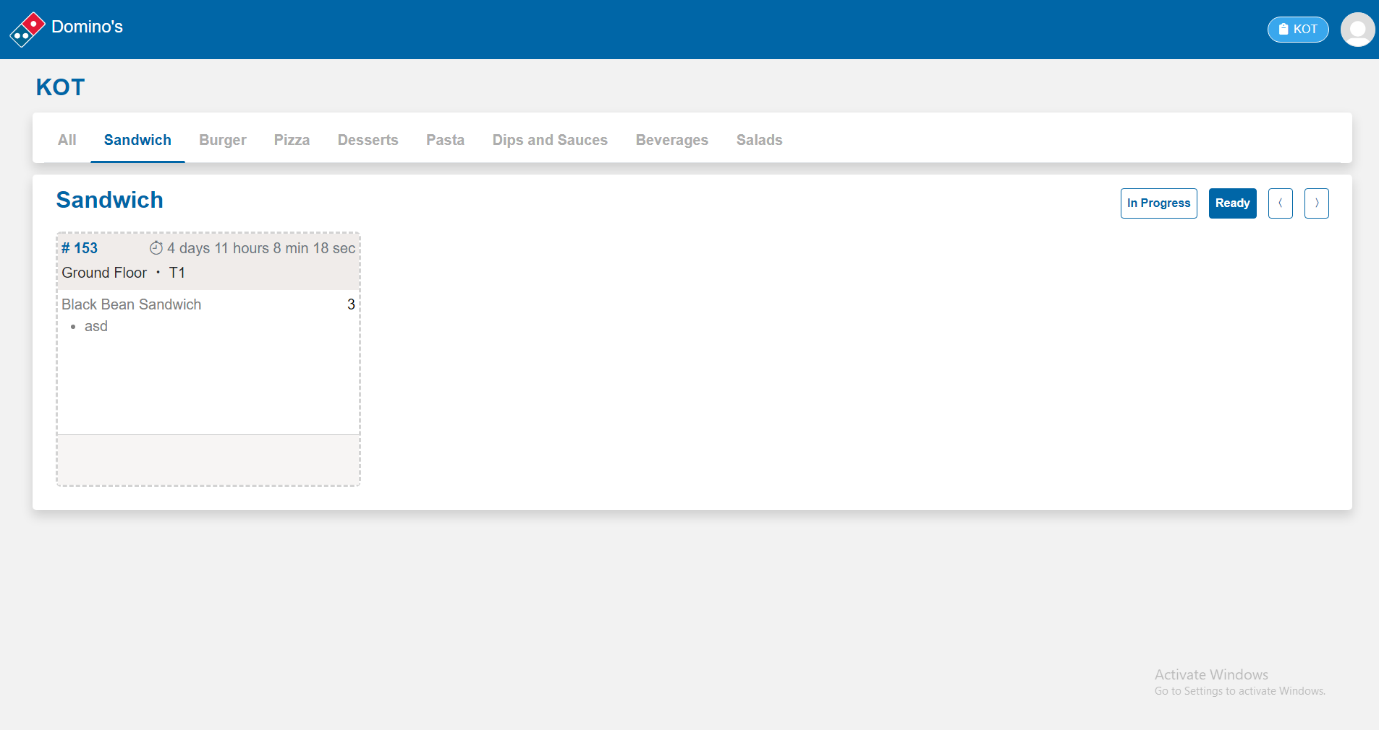 Domino's
KOT
KOT
All Sandwich Burger Pizza Desserts Pasta Dips and Sauces Beverages Salads
Sandwich
In Progress Ready 〈 〉
# 153 4 days 11 hours 8 min 18 sec
Ground Floor • T1
Black Bean Sandwich 3
• asd
Activate Windows
Go to Settings to activate Windows.